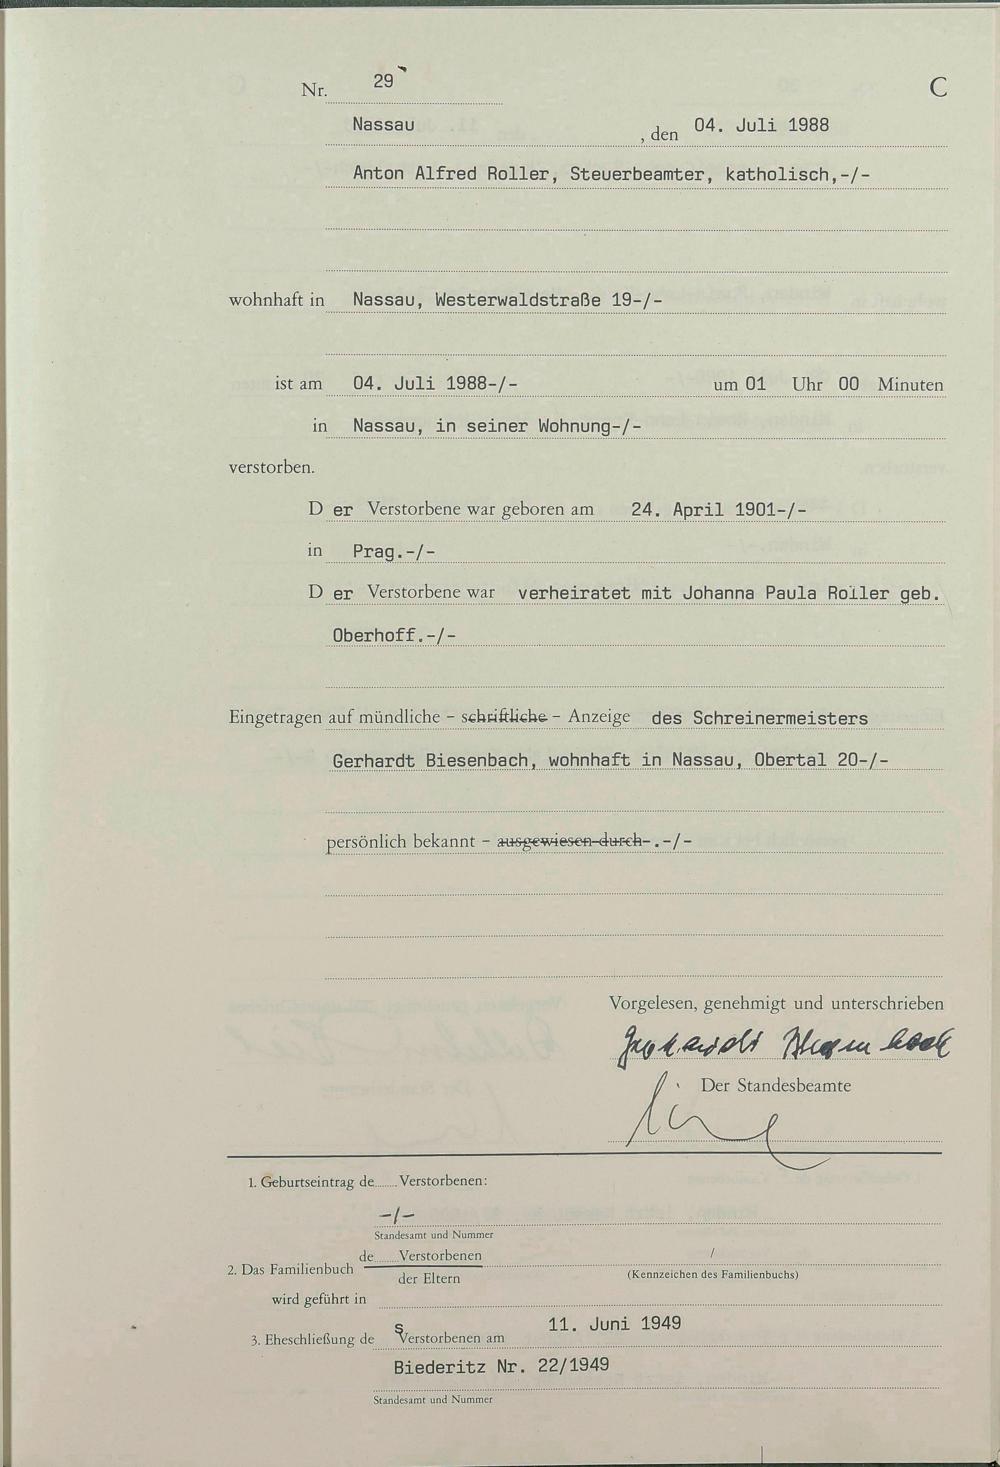 Nr. 29 C
Nassau, den 04. Juli 1988
Anton Alfred Roller, Steuerbeamter, katholisch,-/-
wohnhaft in Nassau, Westerwaldstraße 19-/-
ist am 04. Juli 1988-/- um 01 Uhr 00 Minuten
in Nassau, in seiner Wohnung-/-
verstorben.
D er Verstorbene war geboren am 24. April 1901-/-
in Prag.-/-
D er Verstorbene war verheiratet mit Johanna Paula Roller geb.
Oberhoff.-/-
Eingetragen auf mündliche - schriftliche - Anzeige des Schreinermeisters
Gerhardt Biesenbach, wohnhaft in Nassau, Obertal 20-/-
persönlich bekannt - ausgewiesen durch-.-/-
Vorgelesen, genehmigt und unterschrieben
Gerhardt Biesenbach
Der Standesbeamte
1. Geburtseintrag de........Verstorbenen:
-/-
Standesamt und Nummer
de........Verstorbenen /
2. Das Familienbuch
der Eltern (Kennzeichen des Familienbuchs)
wird geführt in
3. Eheschließung de s Verstorbenen am 11. Juni 1949
Biederitz Nr. 22/1949
Standesamt und Nummer